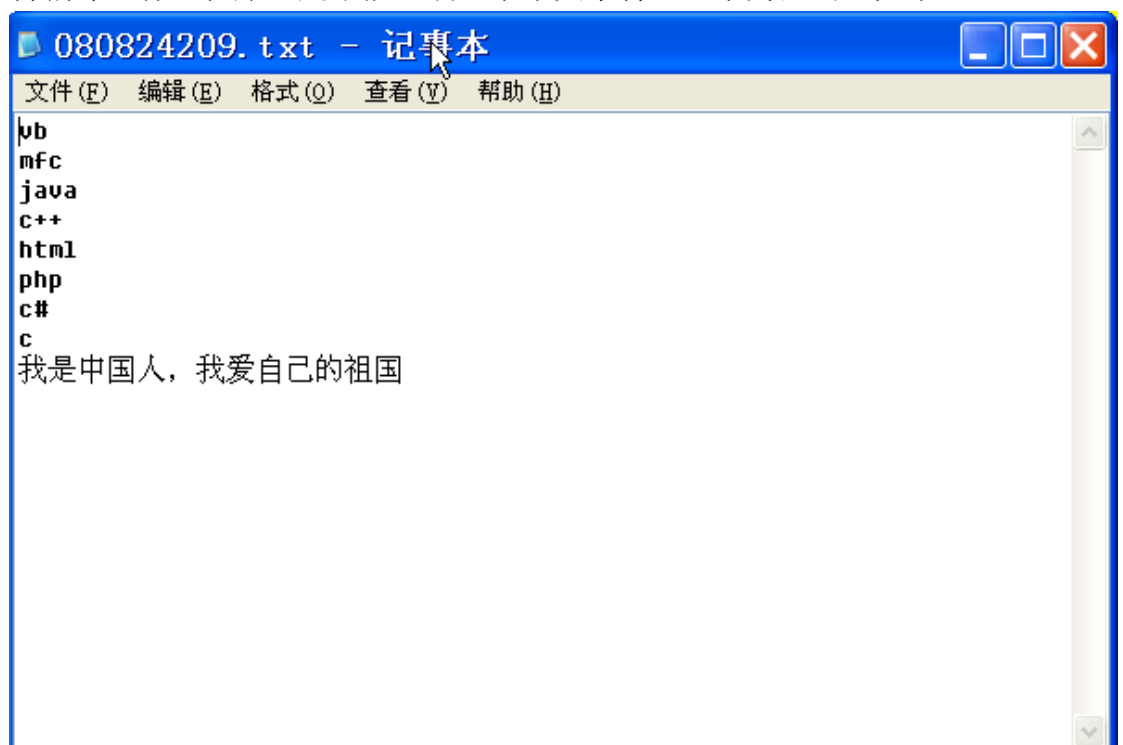 080824209.txt - 记事本
文件(F) 编辑(E) 格式(O) 查看(V) 帮助(H)
vb
mfc
java
c++
html
php
c#
c
我是中国人，我爱自己的祖国